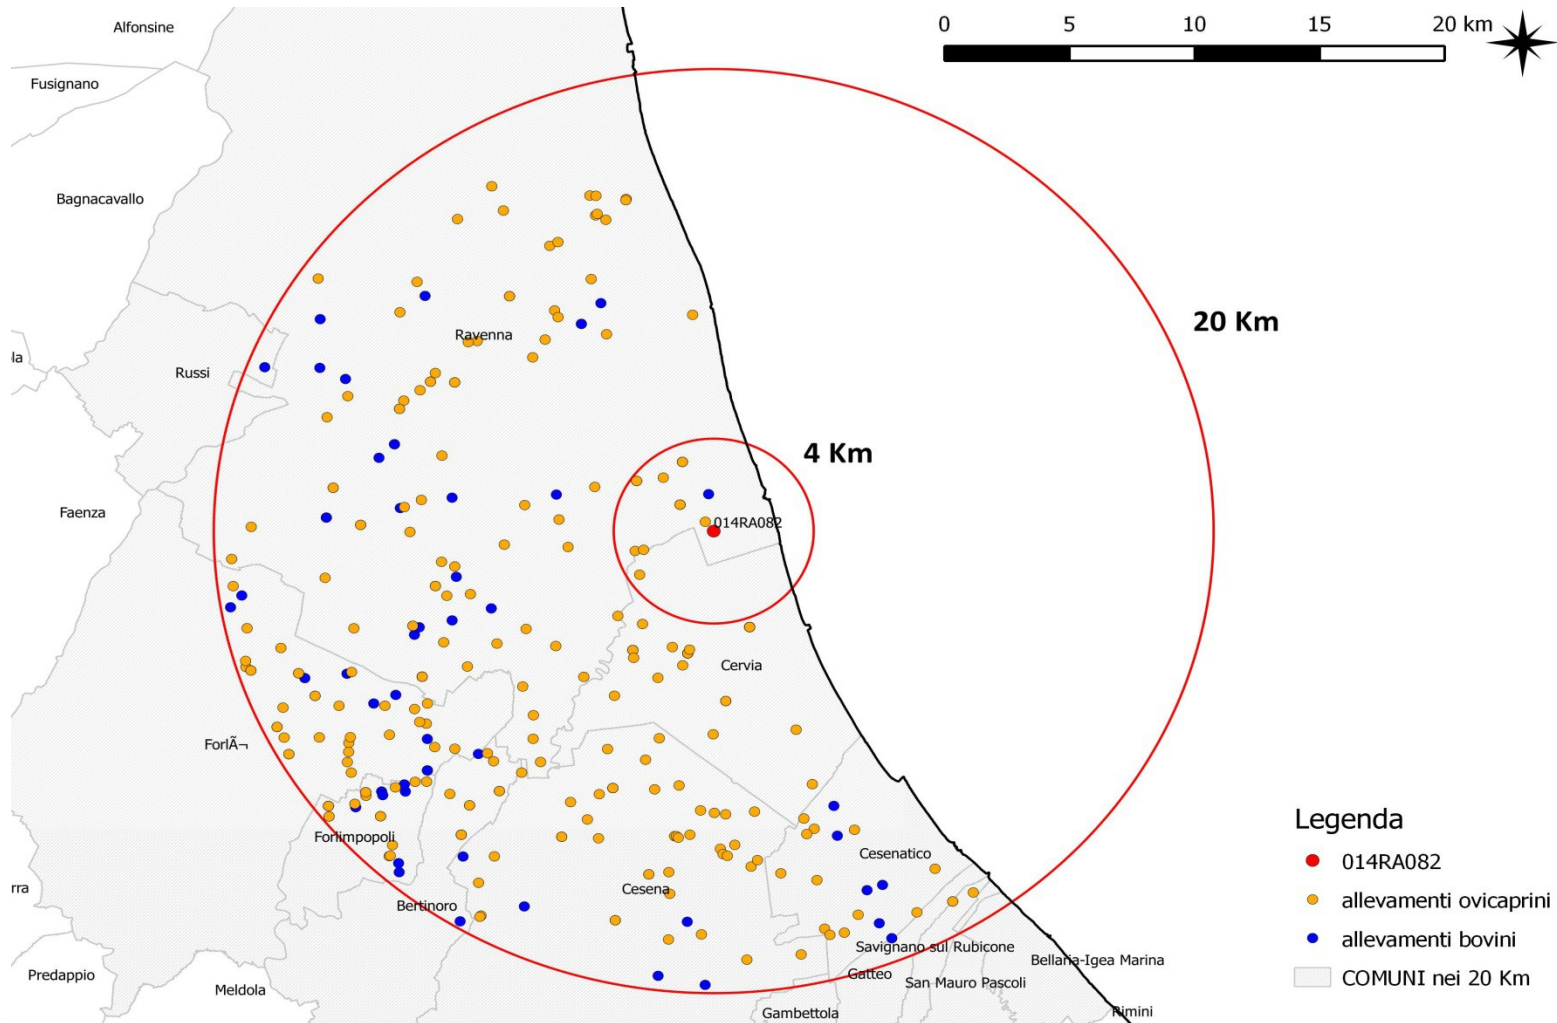 0 5 10 15 20 km
Alfonsine
Fusignano
Bagnacavallo
20 Km
Ravenna
la
Russi
4 Km
Faenza
014RA082
Cervia
ForlÃ¬
Legenda
Forlimpopoli
Cesenatico
014RA082
rra
Cesena
allevamenti ovicaprini
Bertinoro
allevamenti bovini
Savignano sul Rubicone
Bellaria-Igea Marina
Predappio
Gatteo
COMUNI nei 20 Km
San Mauro Pascoli
Meldola
Gambettola
Rimini